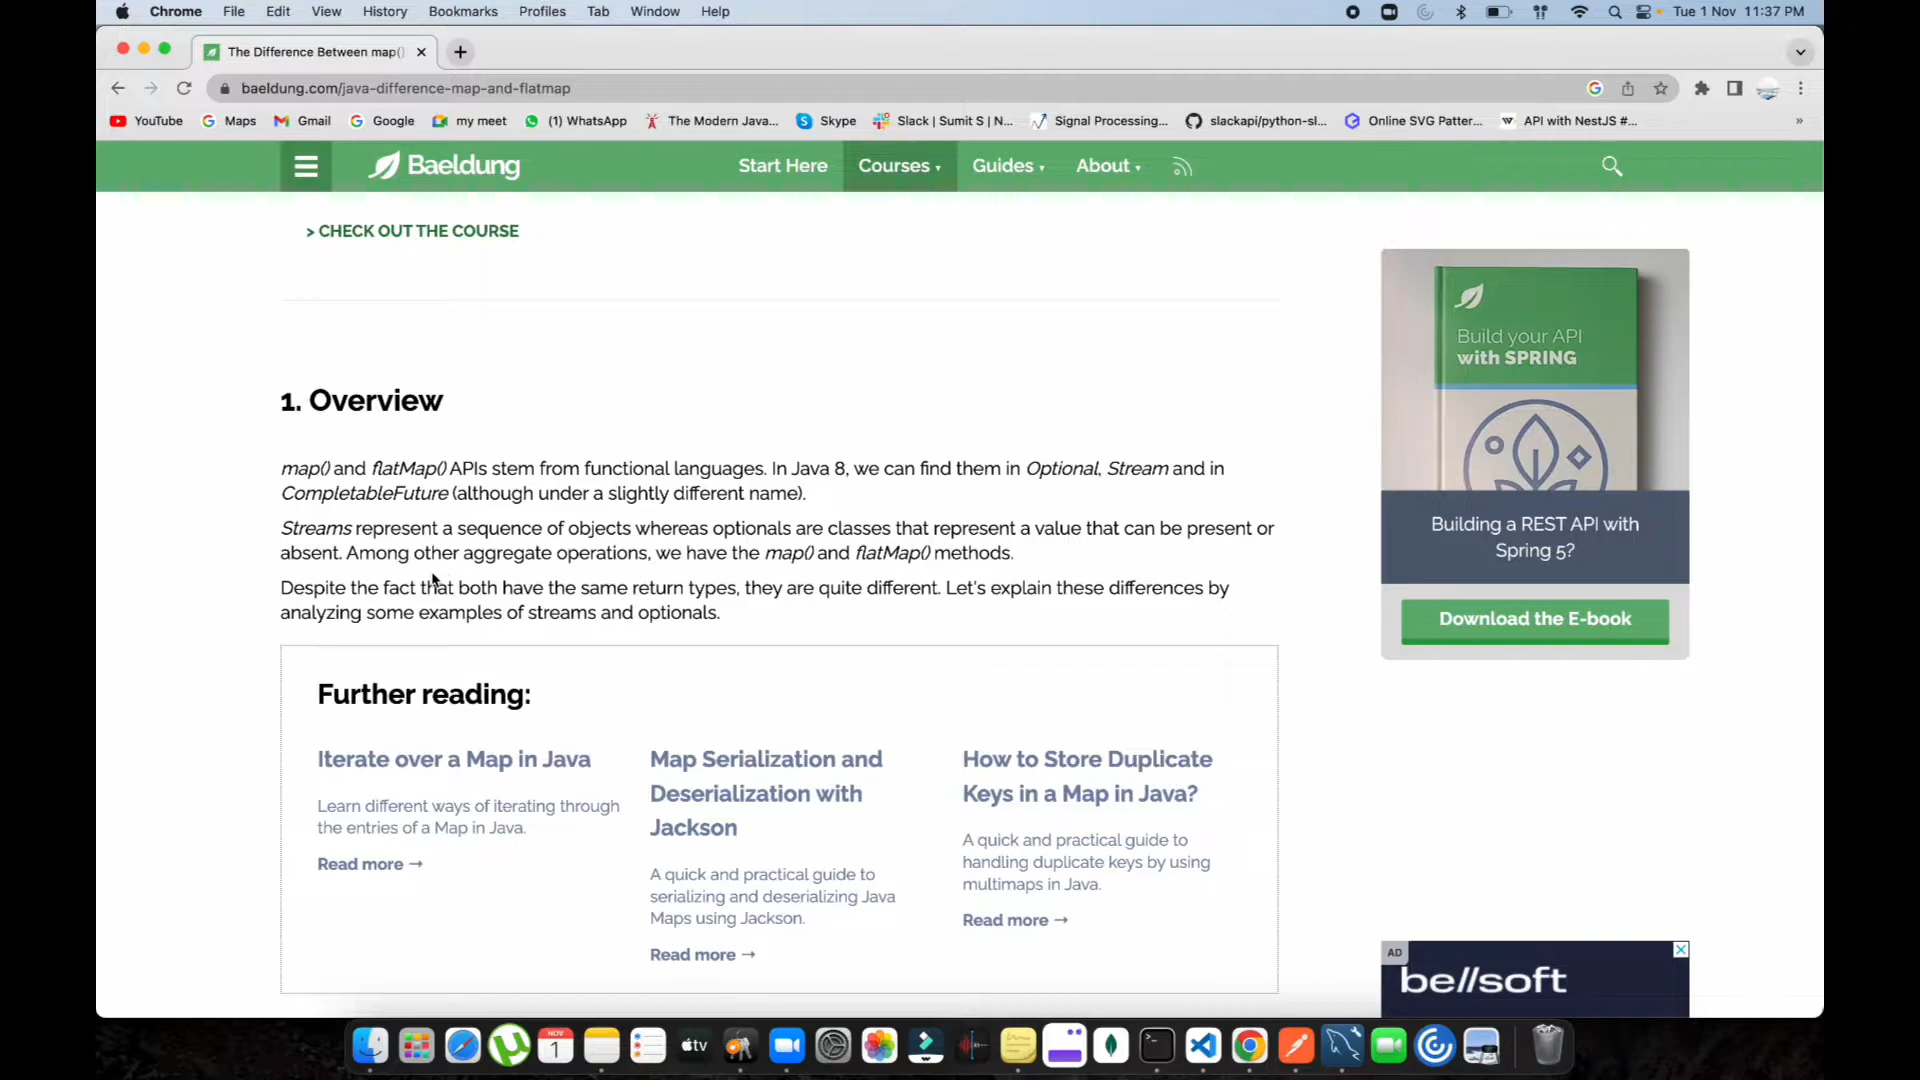 Chrome File Edit View History Bookmarks Profiles Tab Window Help
Tue 1 Nov 11:37 PM
The Difference Between map()
baeldung.com/java-difference-map-and-flatmap
YouTube Maps Gmail Google my meet (1) WhatsApp The Modern Java... Skype Slack | Sumit S | N... Signal Processing... slackapi/python-sl... Online SVG Patter... API with NestJS #... »
Baeldung Start Here Courses Guides About
> CHECK OUT THE COURSE
1. Overview
map() and flatMap() APIs stem from functional languages. In Java 8, we can find them in Optional, Stream and in
CompletableFuture (although under a slightly different name).
Streams represent a sequence of objects whereas optionals are classes that represent a value that can be present or
absent. Among other aggregate operations, we have the map() and flatMap() methods.
Despite the fact that both have the same return types, they are quite different. Let's explain these differences by
analyzing some examples of streams and optionals.
Further reading:
Iterate over a Map in Java
Learn different ways of iterating through
the entries of a Map in Java.
Read more →
Map Serialization and
Deserialization with
Jackson
A quick and practical guide to
serializing and deserializing Java
Maps using Jackson.
Read more →
How to Store Duplicate
Keys in a Map in Java?
A quick and practical guide to
handling duplicate keys by using
multimaps in Java.
Read more →
Build your API
with SPRING
Building a REST API with
Spring 5?
Download the E-book
AD
bellsoft
NOV
1
tv